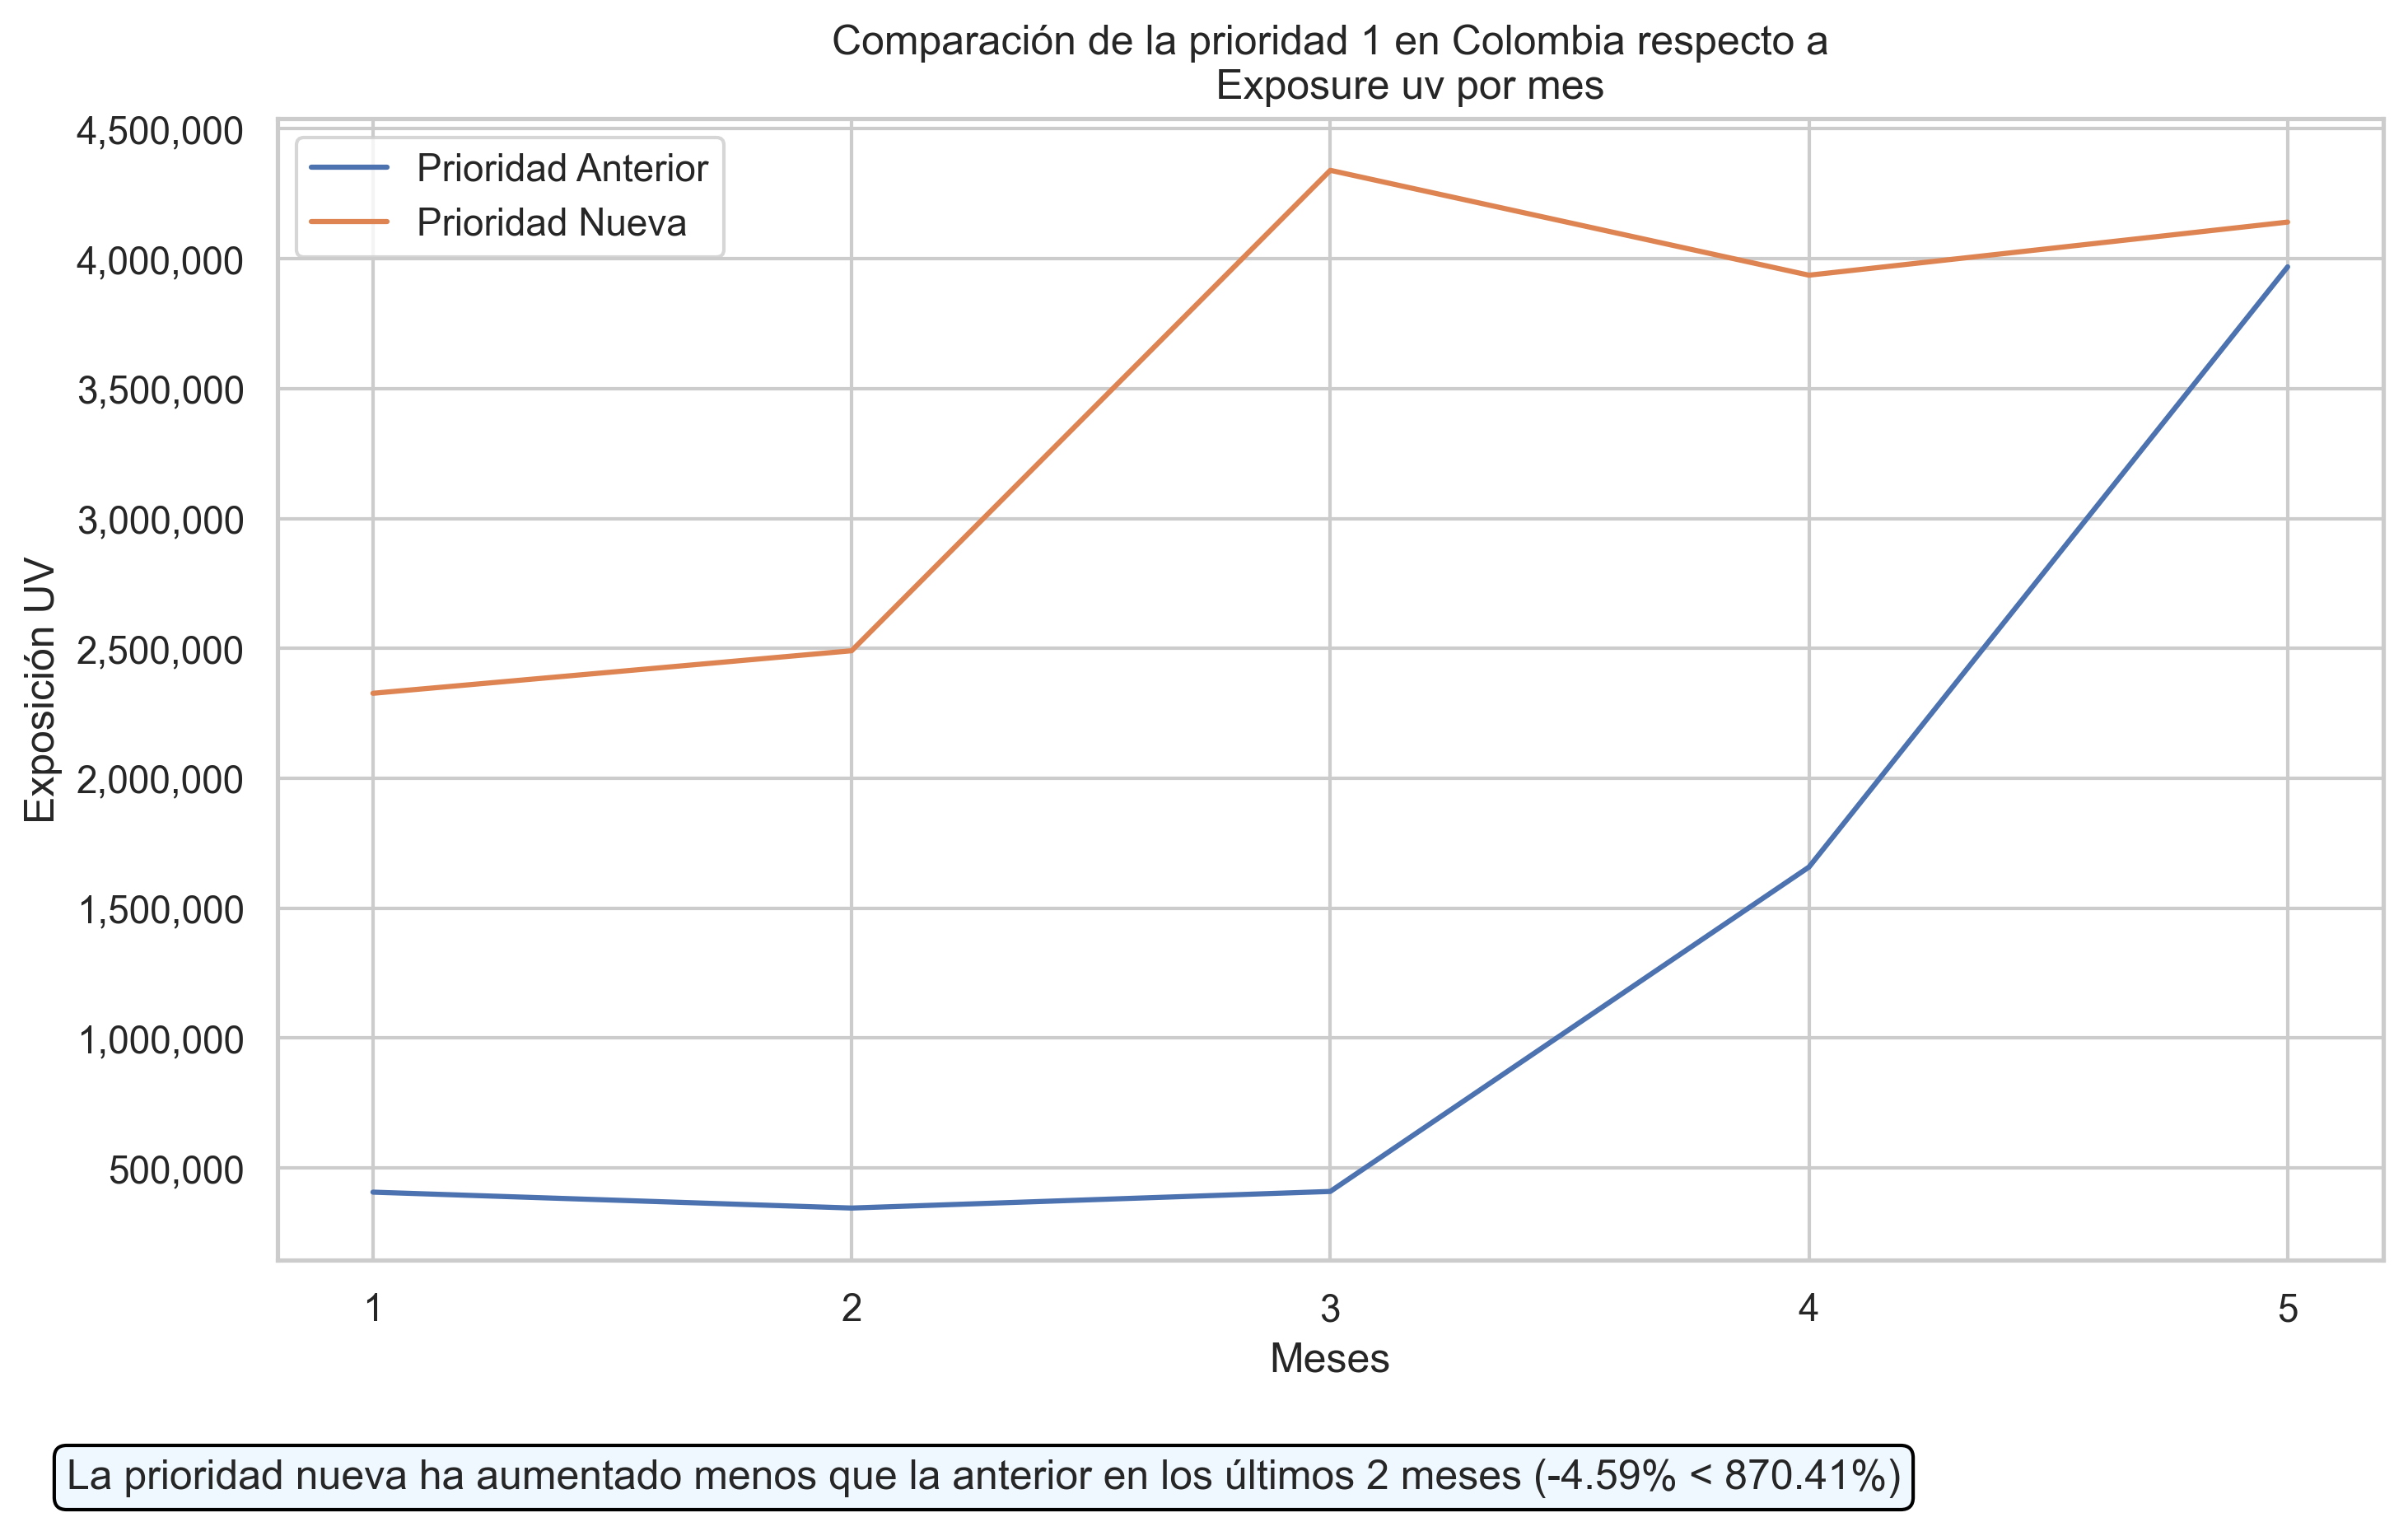 Comparación de la prioridad 1 en Colombia respecto a
Exposure uv por mes
4,500,000
4,000,000
3,500,000
3,000,000
2,500,000
2,000,000
1,500,000
1,000,000
500,000
Exposición UV
Prioridad Anterior
Prioridad Nueva
1 2 3 4 5
Meses
La prioridad nueva ha aumentado menos que la anterior en los últimos 2 meses (-4.59% < 870.41%)